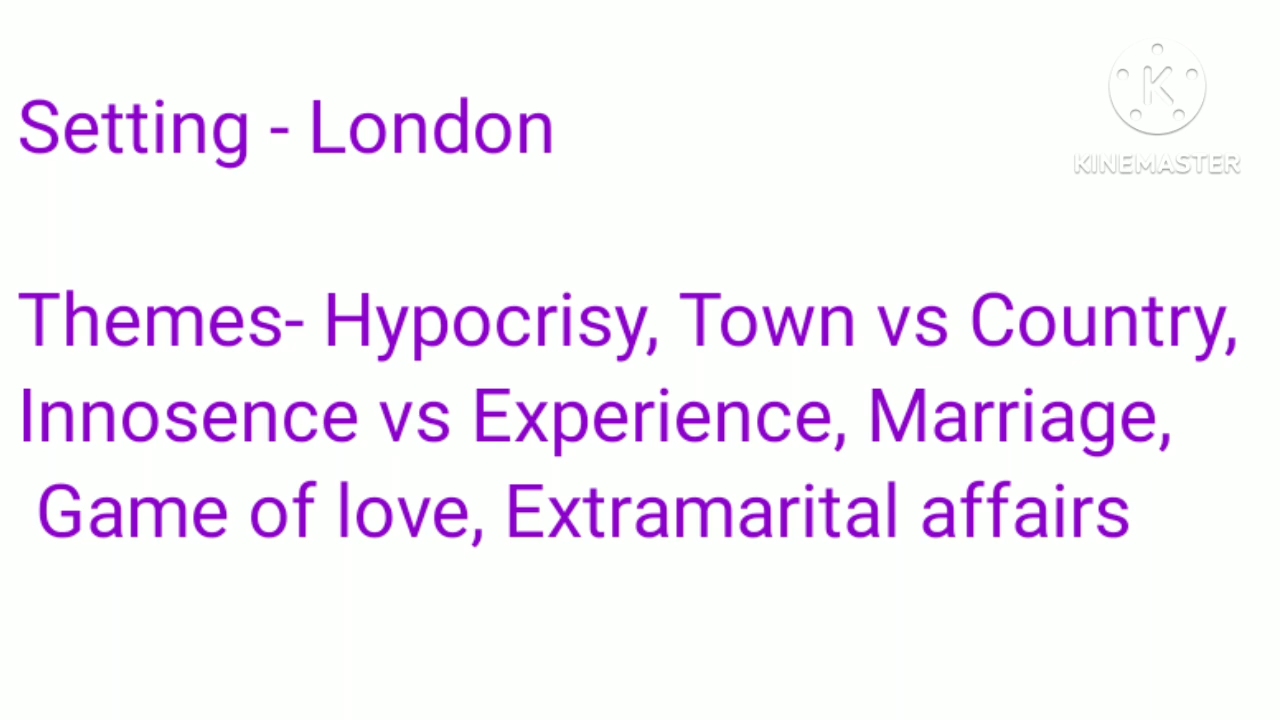 Setting - London
K
KINEMASTER
Themes- Hypocrisy, Town vs Country,
Innosence vs Experience, Marriage,
Game of love, Extramarital affairs